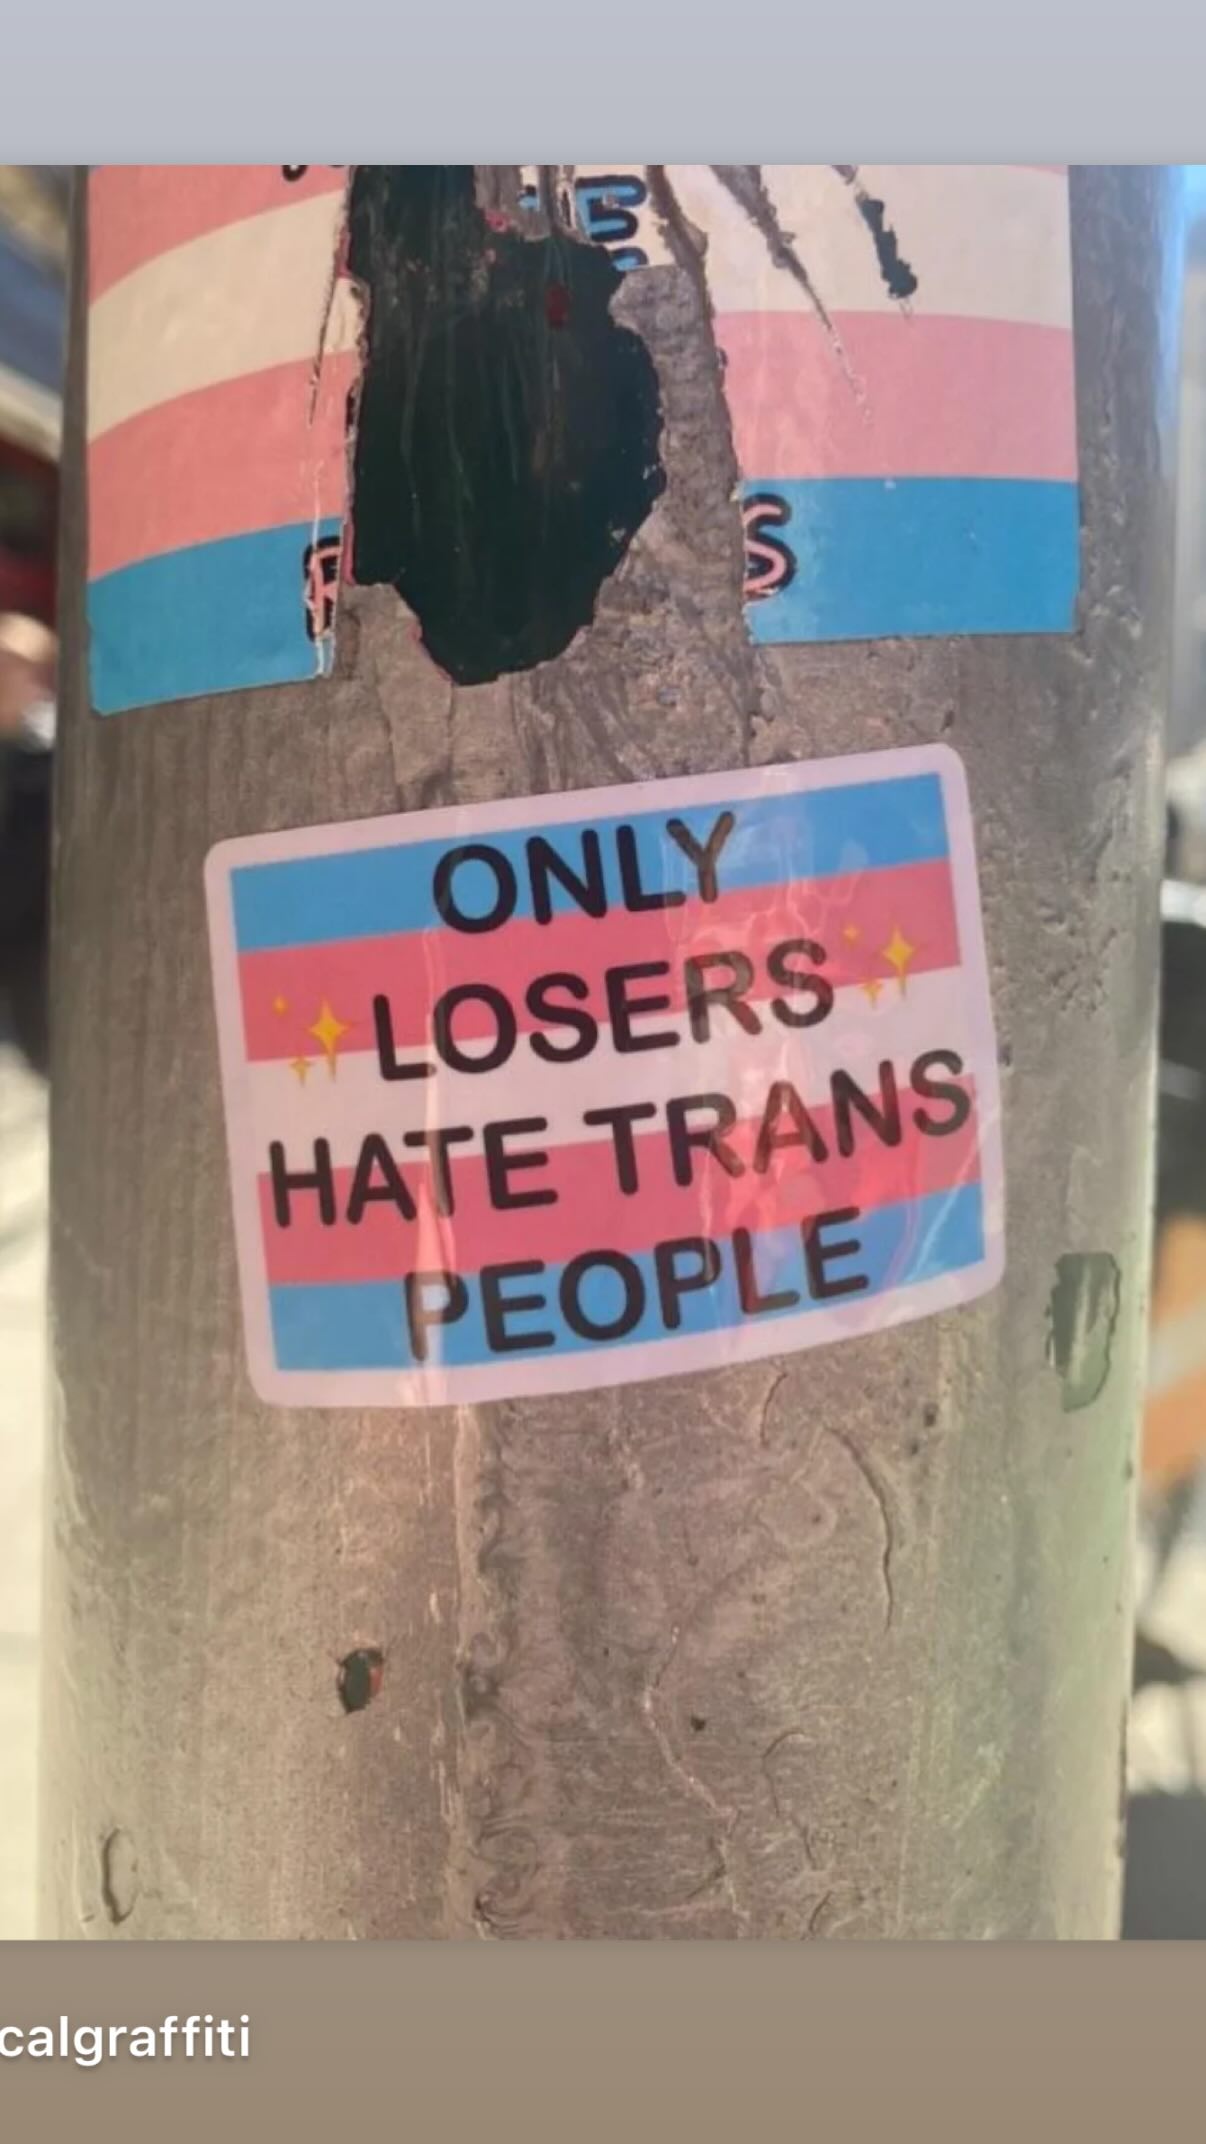 ONLY
LOSERS
HATE TRANS
PEOPLE
calgraffiti